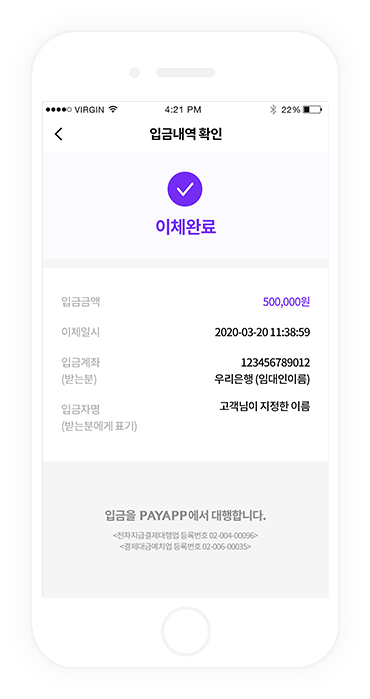 VIRGIN 4:21 PM 22%
입금내역 확인
이체완료
입금금액 500,000원
이체일시 2020-03-20 11:38:59
입금계좌 123456789012
(받는분) 우리은행 (임대인이름)
입금자명 고객님이 지정한 이름
(받는분에게 표기)
입금을 PAYAPP에서 대행합니다.
<전자지급결제대행업 등록번호 02-004-00096>
<결제대금예치업 등록번호 02-006-00035>